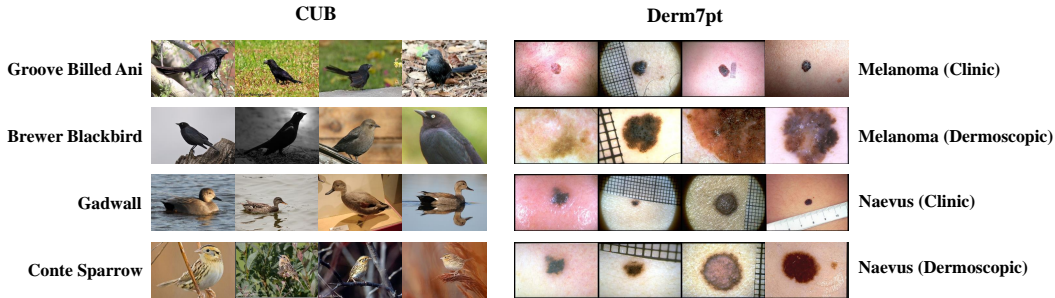 CUB
Derm7pt
Groove Billed Ani
Melanoma (Clinic)
Brewer Blackbird
Melanoma (Dermoscopic)
Gadwall
Naevus (Clinic)
Conte Sparrow
Naevus (Dermoscopic)